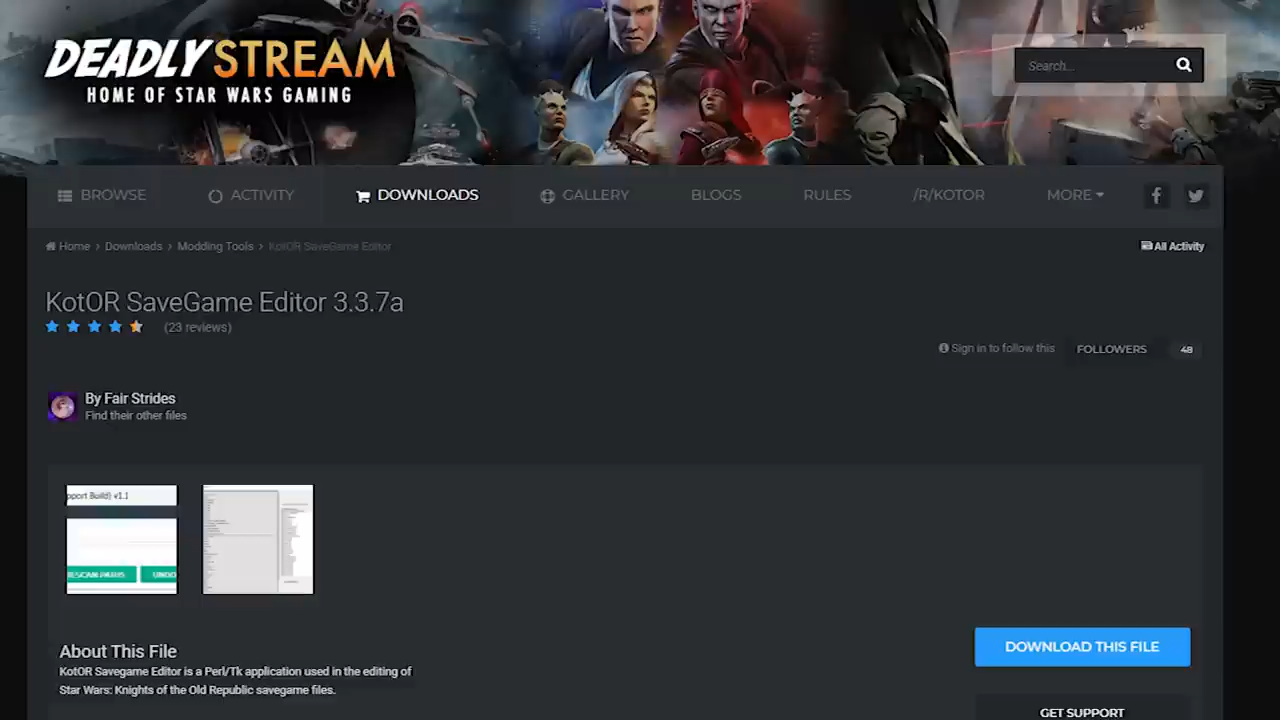 DEADLY STREAM
HOME OF STAR WARS GAMING
Search...
BROWSE
ACTIVITY
DOWNLOADS
GALLERY
BLOGS
RULES
/R/KOTOR
MORE
Home > Downloads > Modding Tools > KotOR SaveGame Editor
All Activity
KotOR SaveGame Editor 3.3.7a
(23 reviews)
Sign in to follow this
FOLLOWERS
48
By Fair Strides
Find their other files
pport Build) v1.1
UNDO
About This File
KotOR Savegame Editor is a Perl/Tk application used in the editing of
Star Wars: Knights of the Old Republic savegame files.
DOWNLOAD THIS FILE
GET SUPPORT